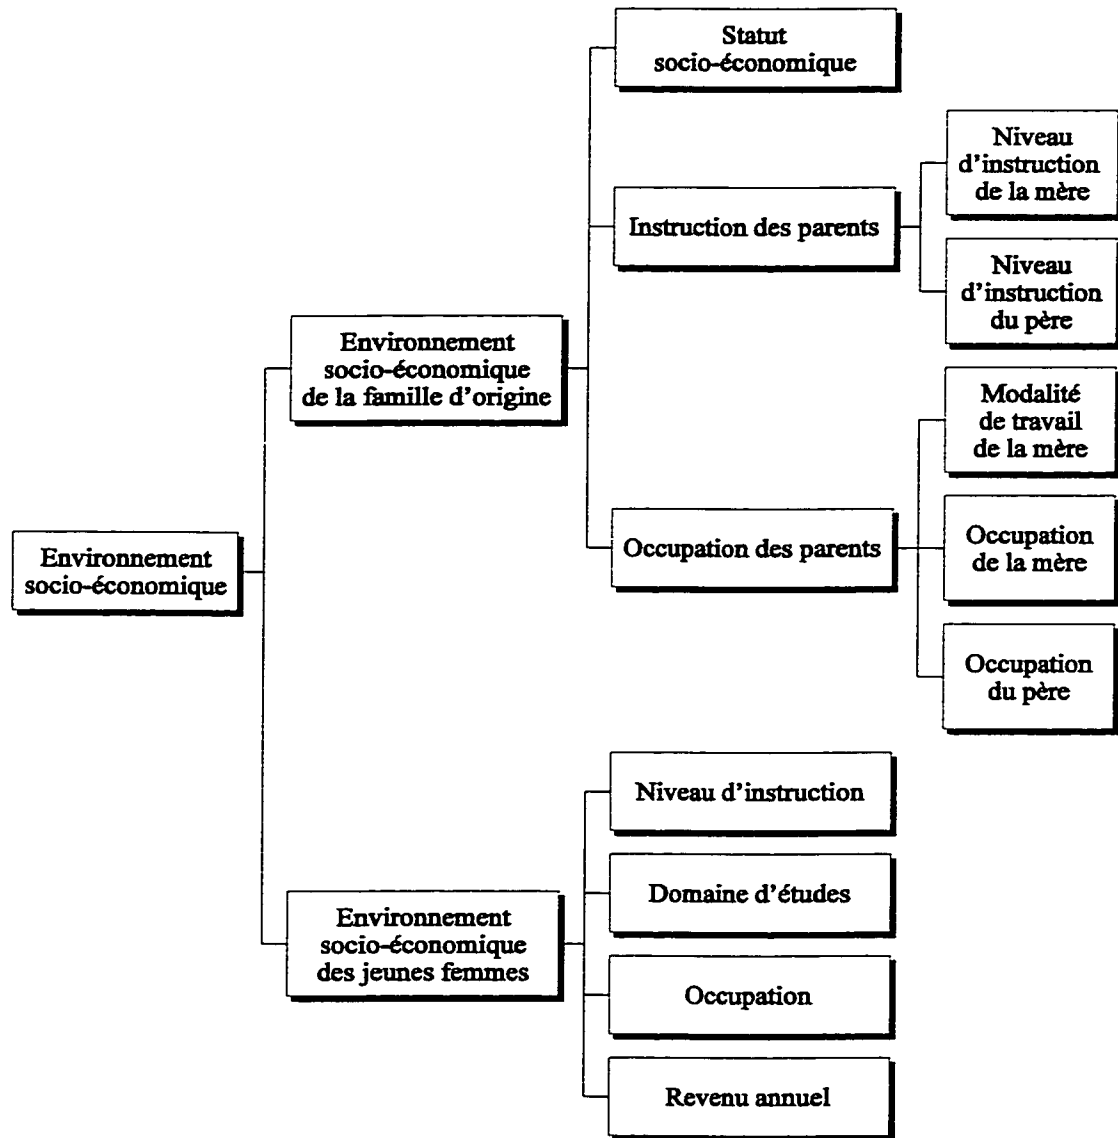 Statut
socio-économique
Niveau
d'instruction
de la mère
Instruction des parents
Niveau
d'instruction
du père
Environnement
socio-économique
de la famille d'origine
Modalité
de travail
de la mère
Environnement
socio-économique
Occupation des parents
Occupation
de la mère
Occupation
du père
Niveau d'instruction
Domaine d'études
Environnement
socio-économique
des jeunes femmes
Occupation
Revenu annuel